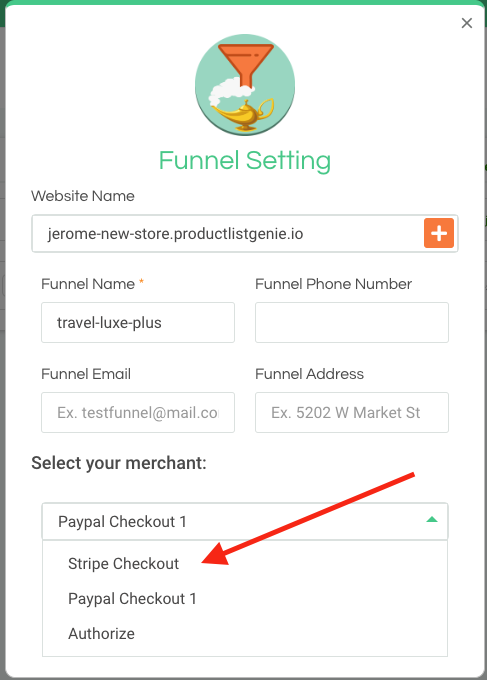 Funnel Setting
Website Name
jerome-new-store.productlistgenie.io
Funnel Name * Funnel Phone Number
travel-luxe-plus
Funnel Email Funnel Address
Ex. testfunnel@mail.co Ex. 5202 W Market St
Select your merchant:
Paypal Checkout 1
Stripe Checkout
Paypal Checkout 1
Authorize